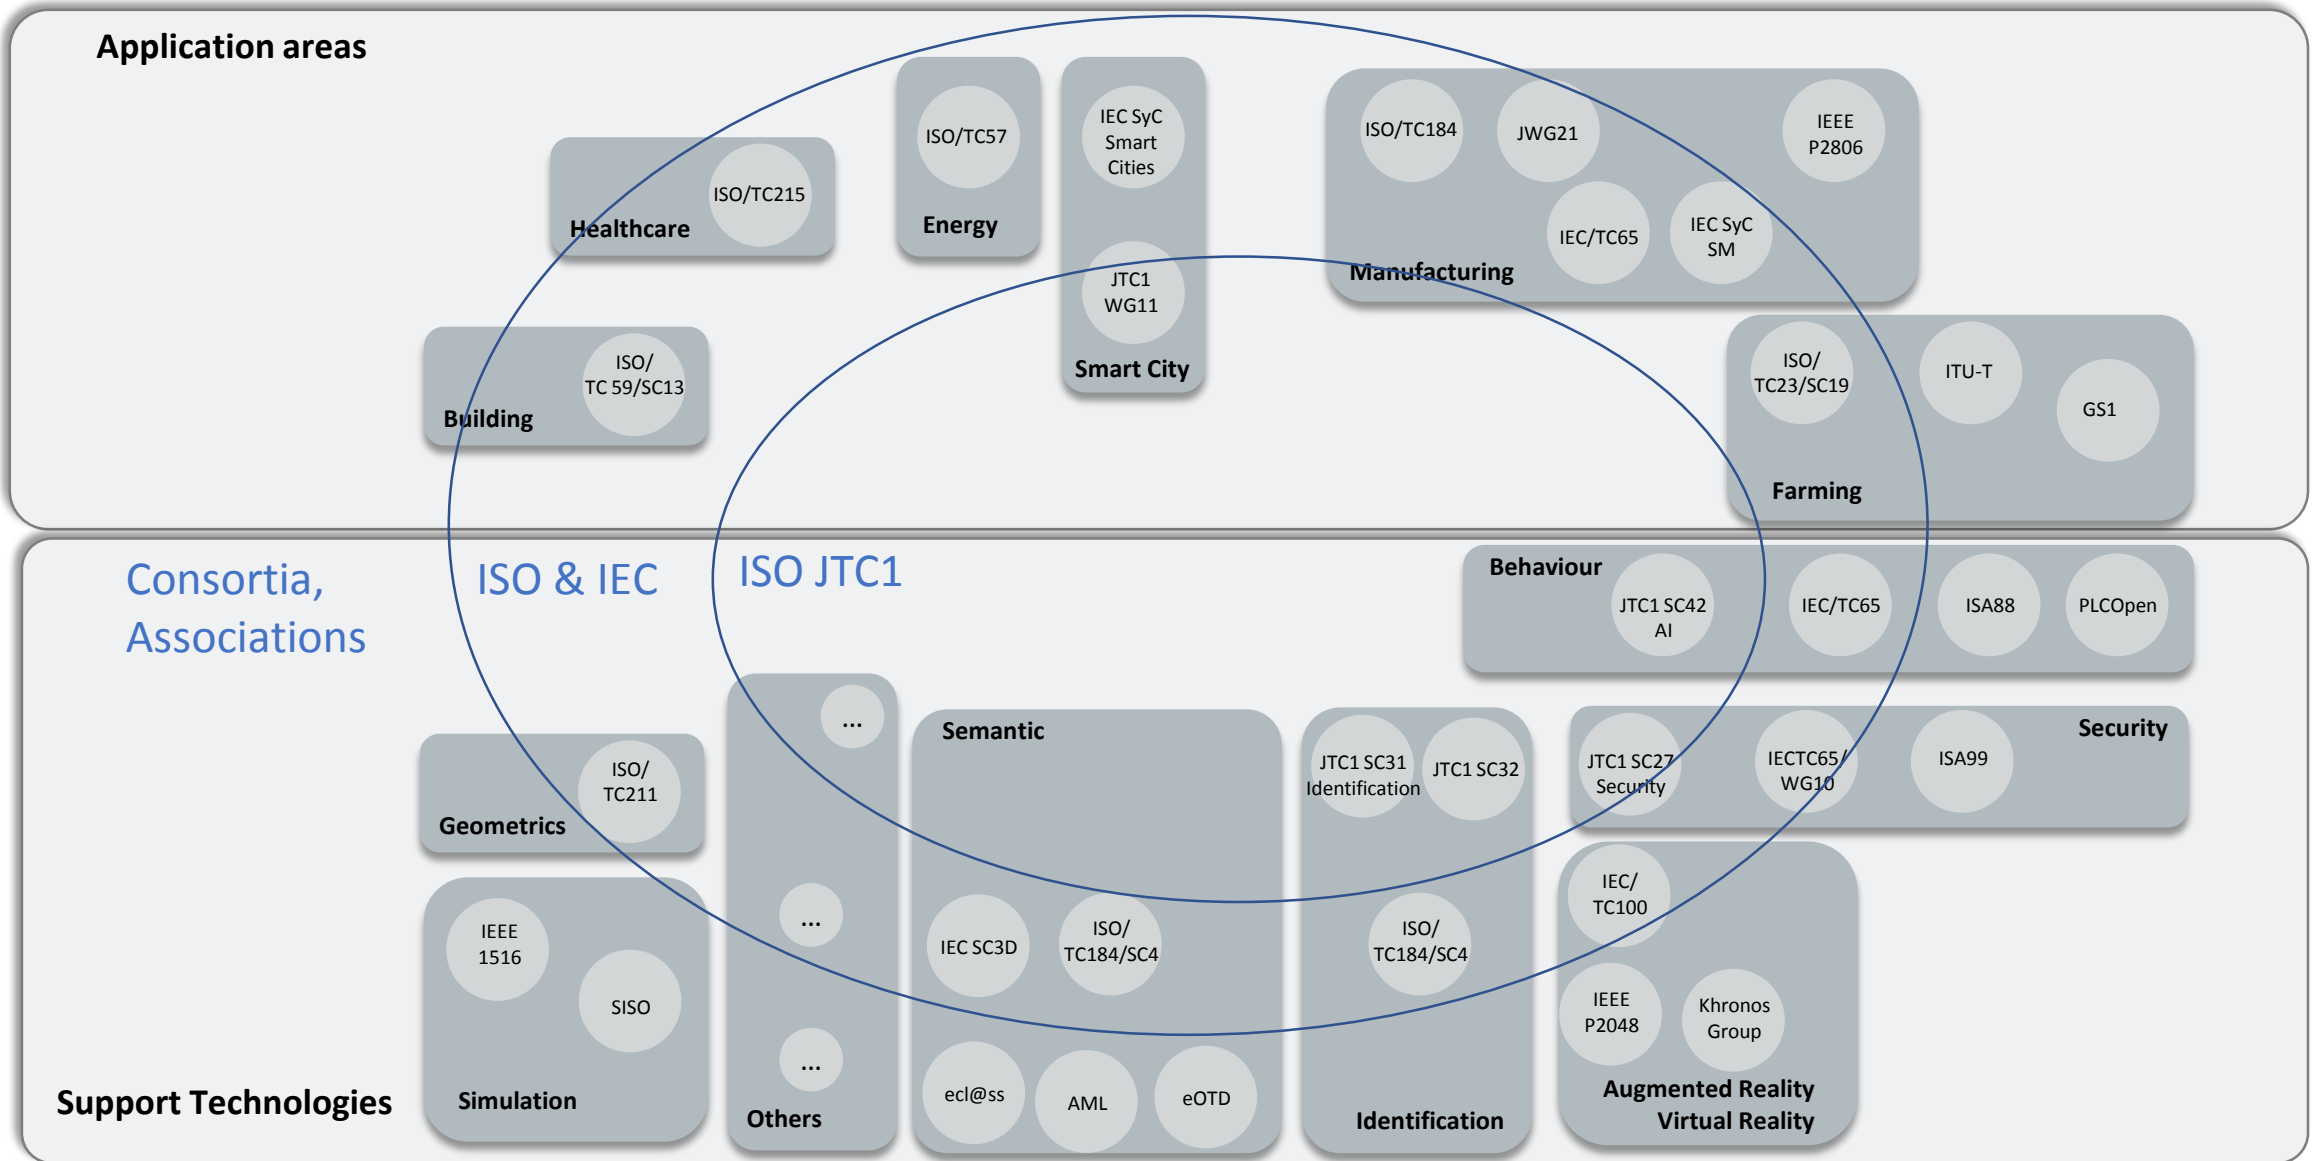 Application areas
ISO/TC57
Energy
IEC SyC
Smart
Cities
JTC1
WG11
Smart City
ISO/TC184
JWG21
IEEE
P2806
IEC/TC65
IEC SyC
SM
Manufacturing
ISO/TC215
Healthcare
ISO/
TC 59/SC13
Building
ISO/
TC23/SC19
ITU-T
GS1
Farming
Consortia,
Associations
ISO & IEC
ISO JTC1
Behaviour
JTC1 SC42
AI
IEC/TC65
ISA88
PLCOpen
Security
JTC1 SC27
Security
IECTC65/
WG10
ISA99
ISO/
TC211
Geometrics
...
...
...
Others
Semantic
IEC SC3D
ISO/
TC184/SC4
ecl@ss
AML
eOTD
JTC1 SC31
Identification
JTC1 SC32
ISO/
TC184/SC4
Identification
IEC/
TC100
IEEE
P2048
Khronos
Group
Augmented Reality
Virtual Reality
IEEE
1516
SISO
Simulation
Support Technologies